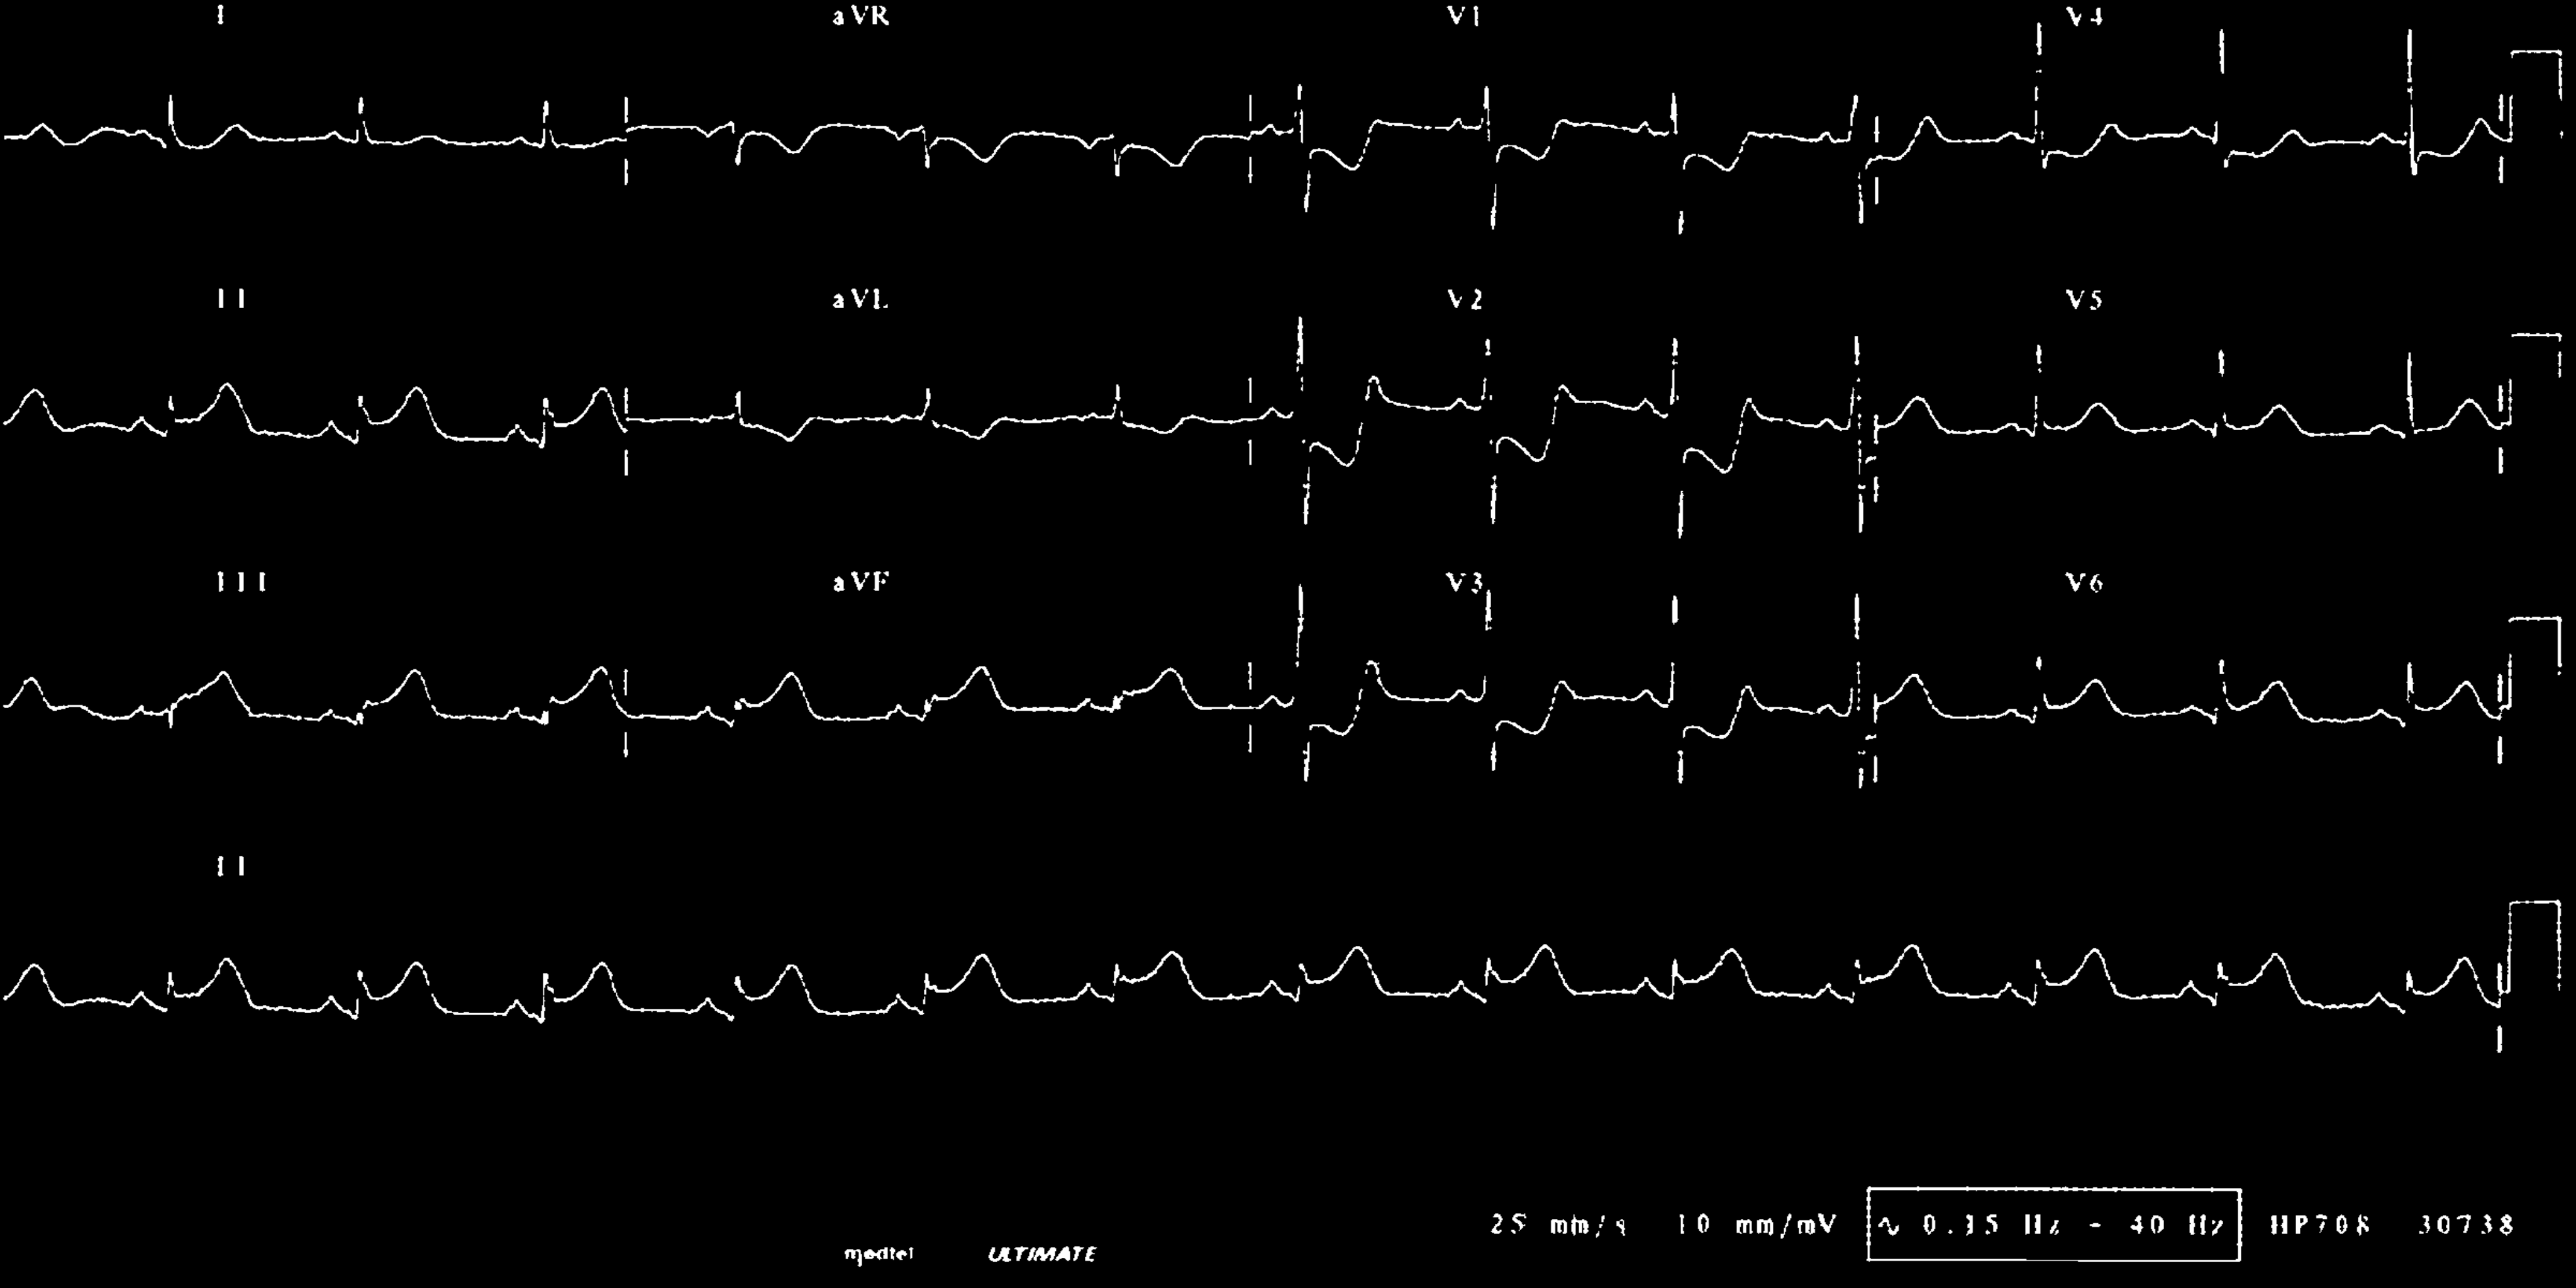 I aVR V1 V4
II aVL V2 V5
III aVF V3 V6
II
25 mm/s 10 mm/mV ∿ 0.15 Hz - 40 Hz HP708 30738
ULTIMATE